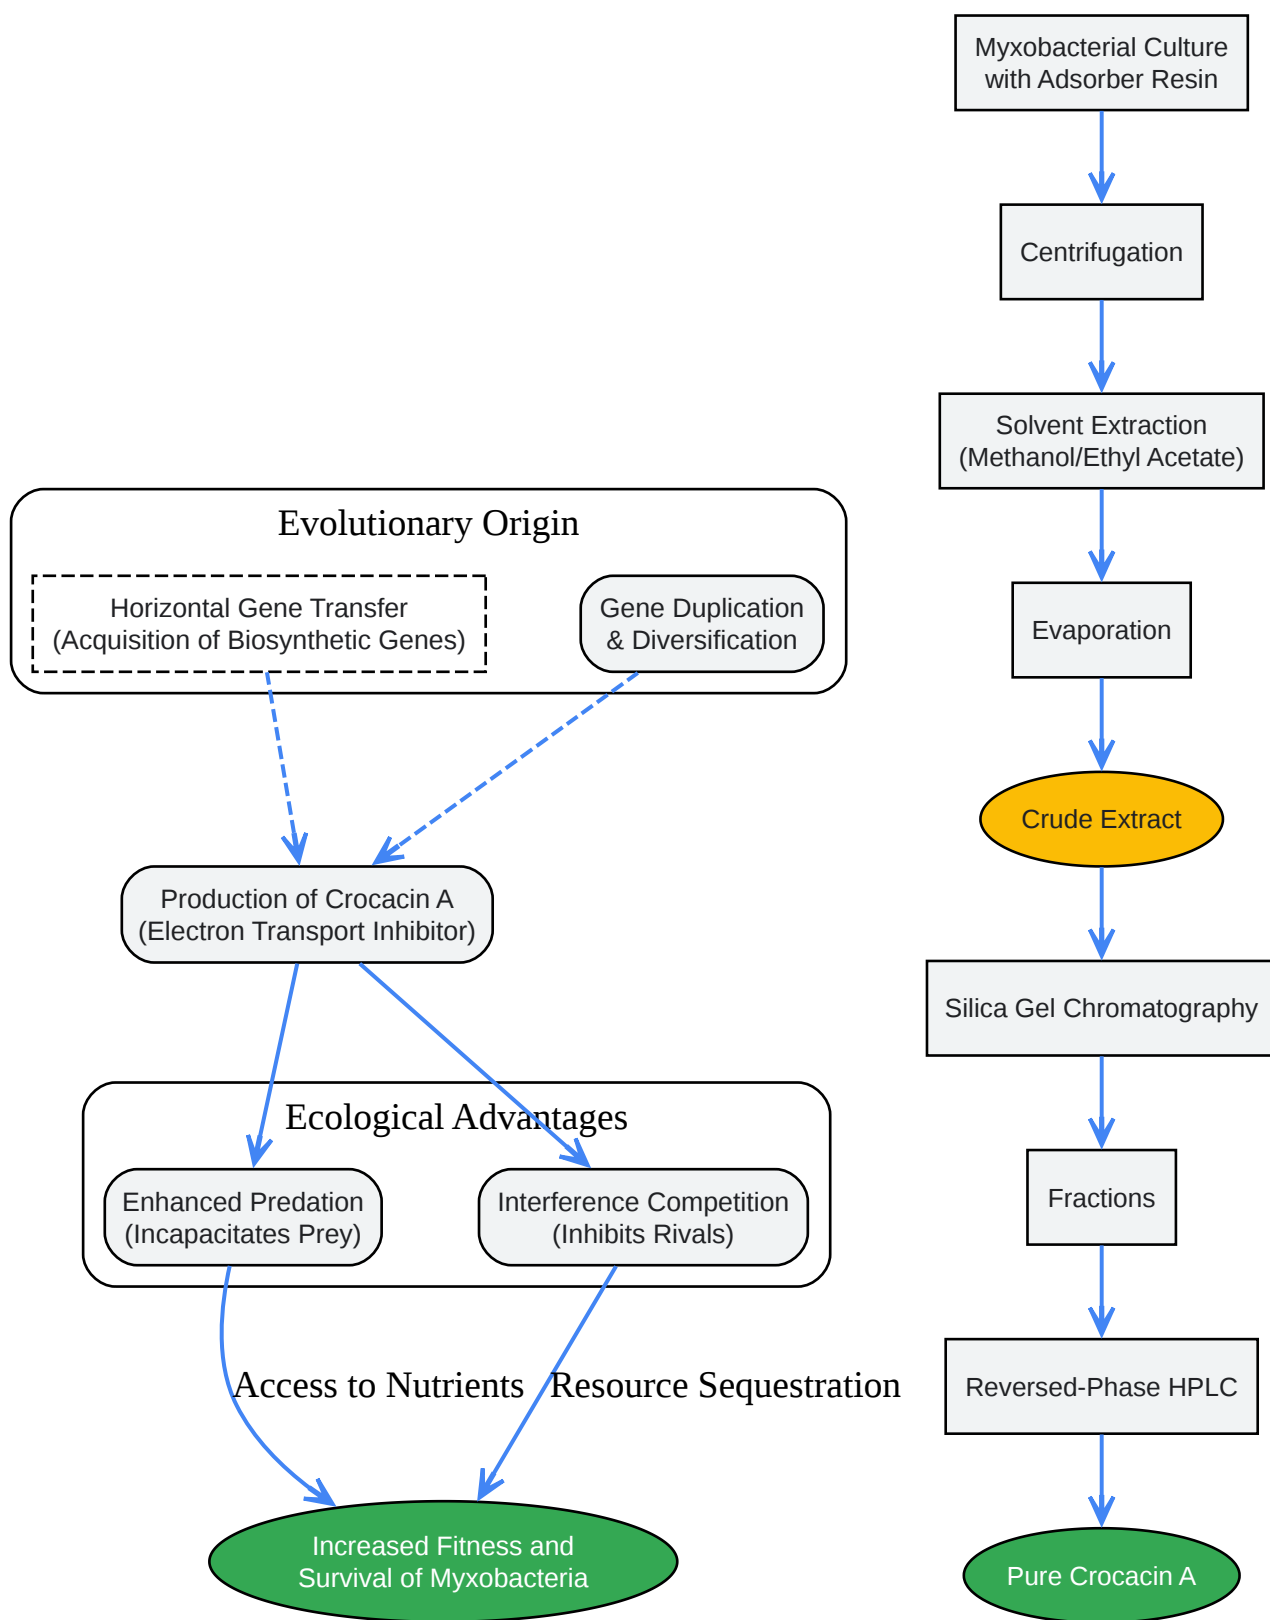 Evolutionary Origin
Horizontal Gene Transfer
(Acquisition of Biosynthetic Genes)
Gene Duplication
& Diversification
Production of Crocacin A
(Electron Transport Inhibitor)
Ecological Advantages
Enhanced Predation
(Incapacitates Prey)
Interference Competition
(Inhibits Rivals)
Access to Nutrients
Resource Sequestration
Increased Fitness and
Survival of Myxobacteria
Myxobacterial Culture
with Adsorber Resin
Centrifugation
Solvent Extraction
(Methanol/Ethyl Acetate)
Evaporation
Crude Extract
Silica Gel Chromatography
Fractions
Reversed-Phase HPLC
Pure Crocacin A